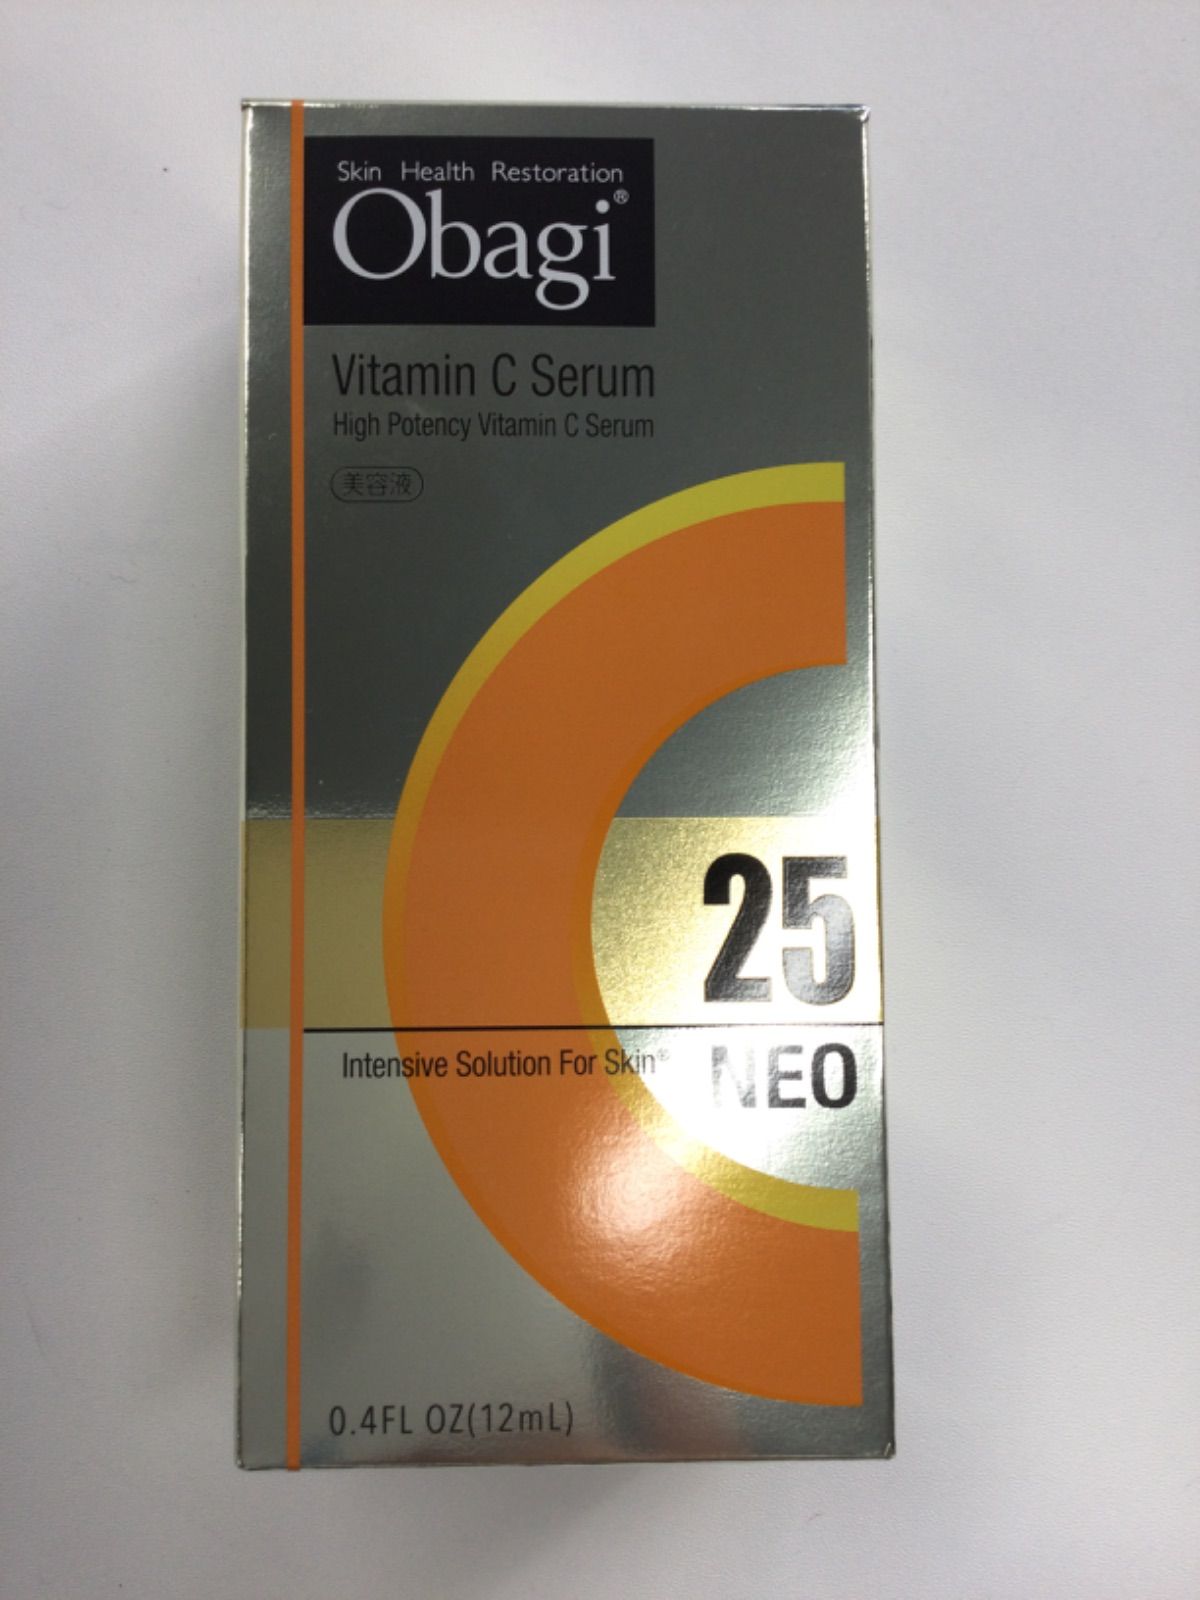 Skin Health Restoration
Obagi®
Vitamin C Serum
High Potency Vitamin C Serum
美容液
C
25
Intensive Solution For Skin®
NEO
0.4FL OZ(12mL)